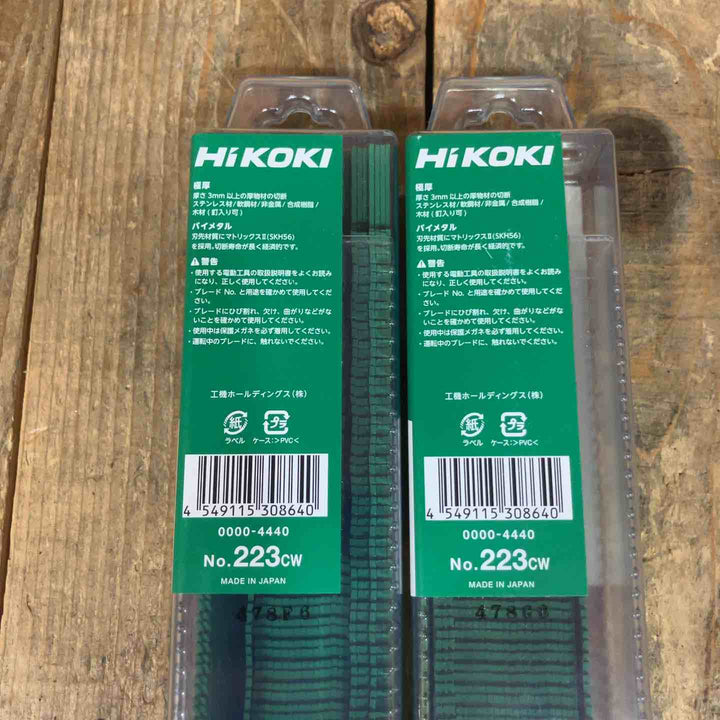 HiKOKI
極厚
厚さ3mm以上の厚物材の切断
ステンレス材/軟鋼材/非金属/合成樹脂/
木材(釘入り可)
バイメタル
刃先材質にマトリックスⅡ(SKH56)
を採用。切断寿命が長く経済的です。
警告
・使用する電動工具の取扱説明書をよくお読み
になり、正しく使用してください。
・ブレード No. と用途を確かめて使用してくだ
さい。
・ブレードにひび割れ、欠け、曲がりなどがな
いことを確かめて使用してください。
・使用中は保護メガネを必ず着用してください。
・運転中のブレードに、触れないでください。
工機ホールディングス(株)
紙 プラ
ラベル ケース:>PVC<
4 549115 308640
0000-4440
No.223CW
MADE IN JAPAN
478F6
HiKOKI
極厚
厚さ3mm以上の厚物材の切断
ステンレス材/軟鋼材/非金属/合成樹脂/
木材(釘入り可)
バイメタル
刃先材質にマトリックスⅡ(SKH56)
を採用。切断寿命が長く経済的です。
警告
・使用する電動工具の取扱説明書をよくお読み
になり、正しく使用してください。
・ブレード No. と用途を確かめて使用してくだ
さい。
・ブレードにひび割れ、欠け、曲がりなどがな
いことを確かめて使用してください。
・使用中は保護メガネを必ず着用してください。
・運転中のブレードに、触れないでください。
工機ホールディングス(株)
紙 プラ
ラベル ケース:>PVC<
4 549115 308640
0000-4440
No.223CW
MADE IN JAPAN